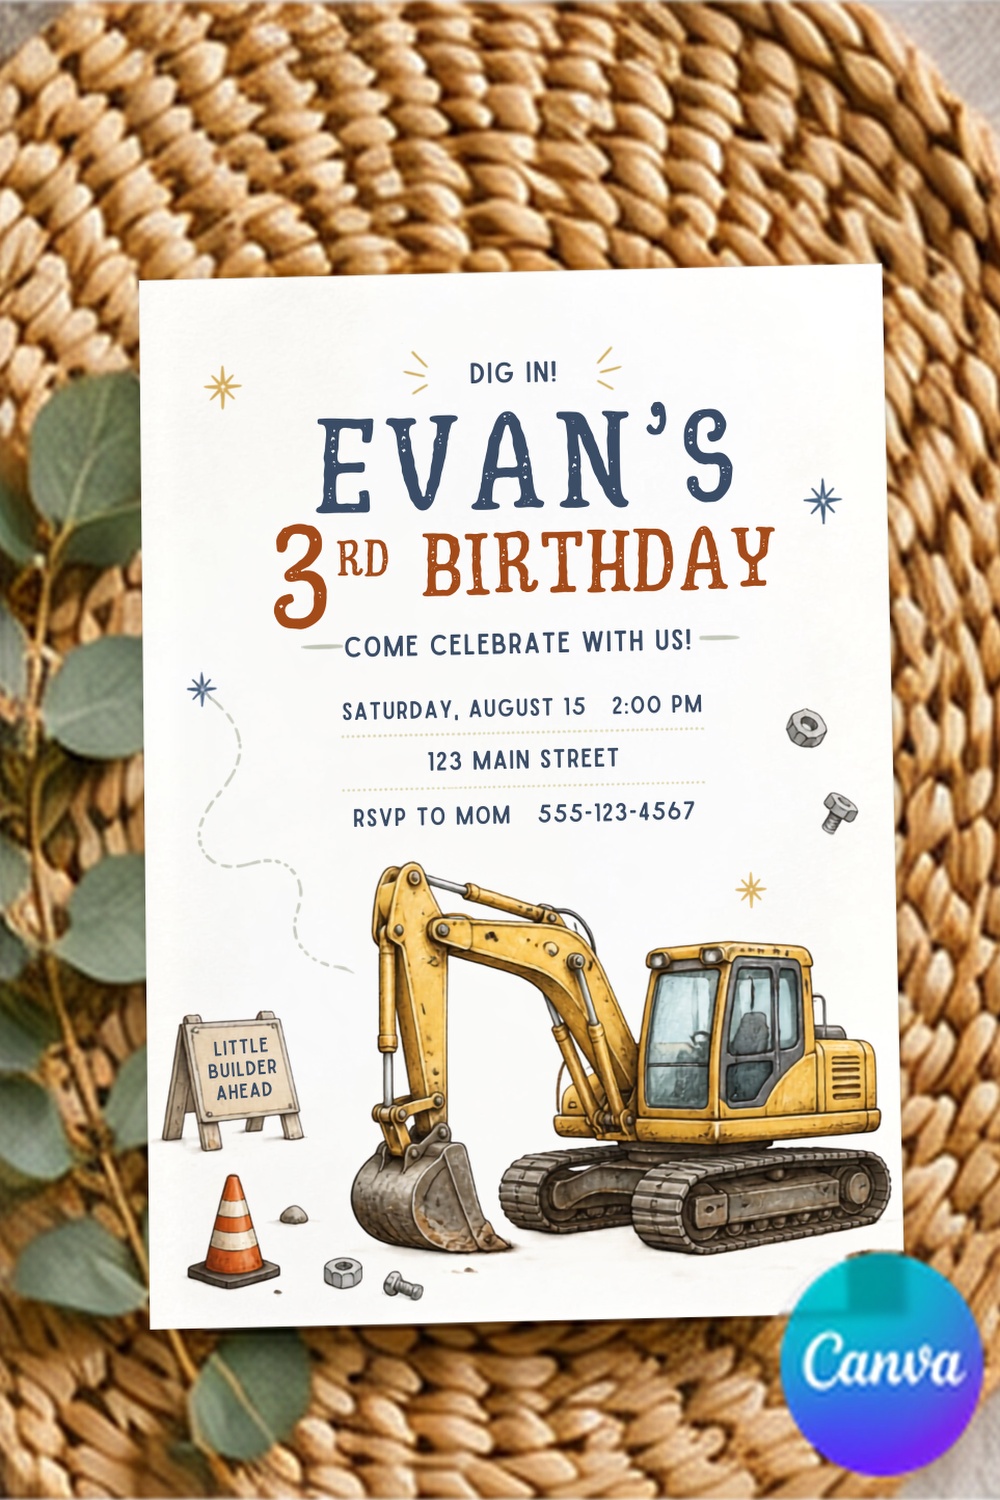 DIG IN!
EVAN'S
3RD BIRTHDAY
COME CELEBRATE WITH US!
SATURDAY, AUGUST 15 2:00 PM
123 MAIN STREET
RSVP TO MOM 555-123-4567
LITTLE
BUILDER
AHEAD
Canva